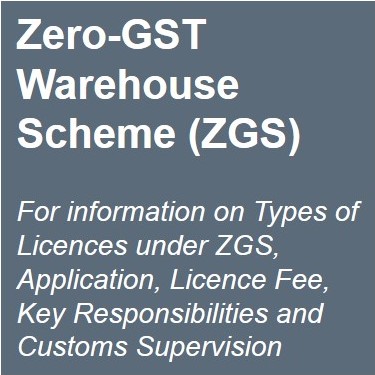 Zero-GST
Warehouse
Scheme (ZGS)
For information on Types of
Licences under ZGS,
Application, Licence Fee,
Key Responsibilities and
Customs Supervision